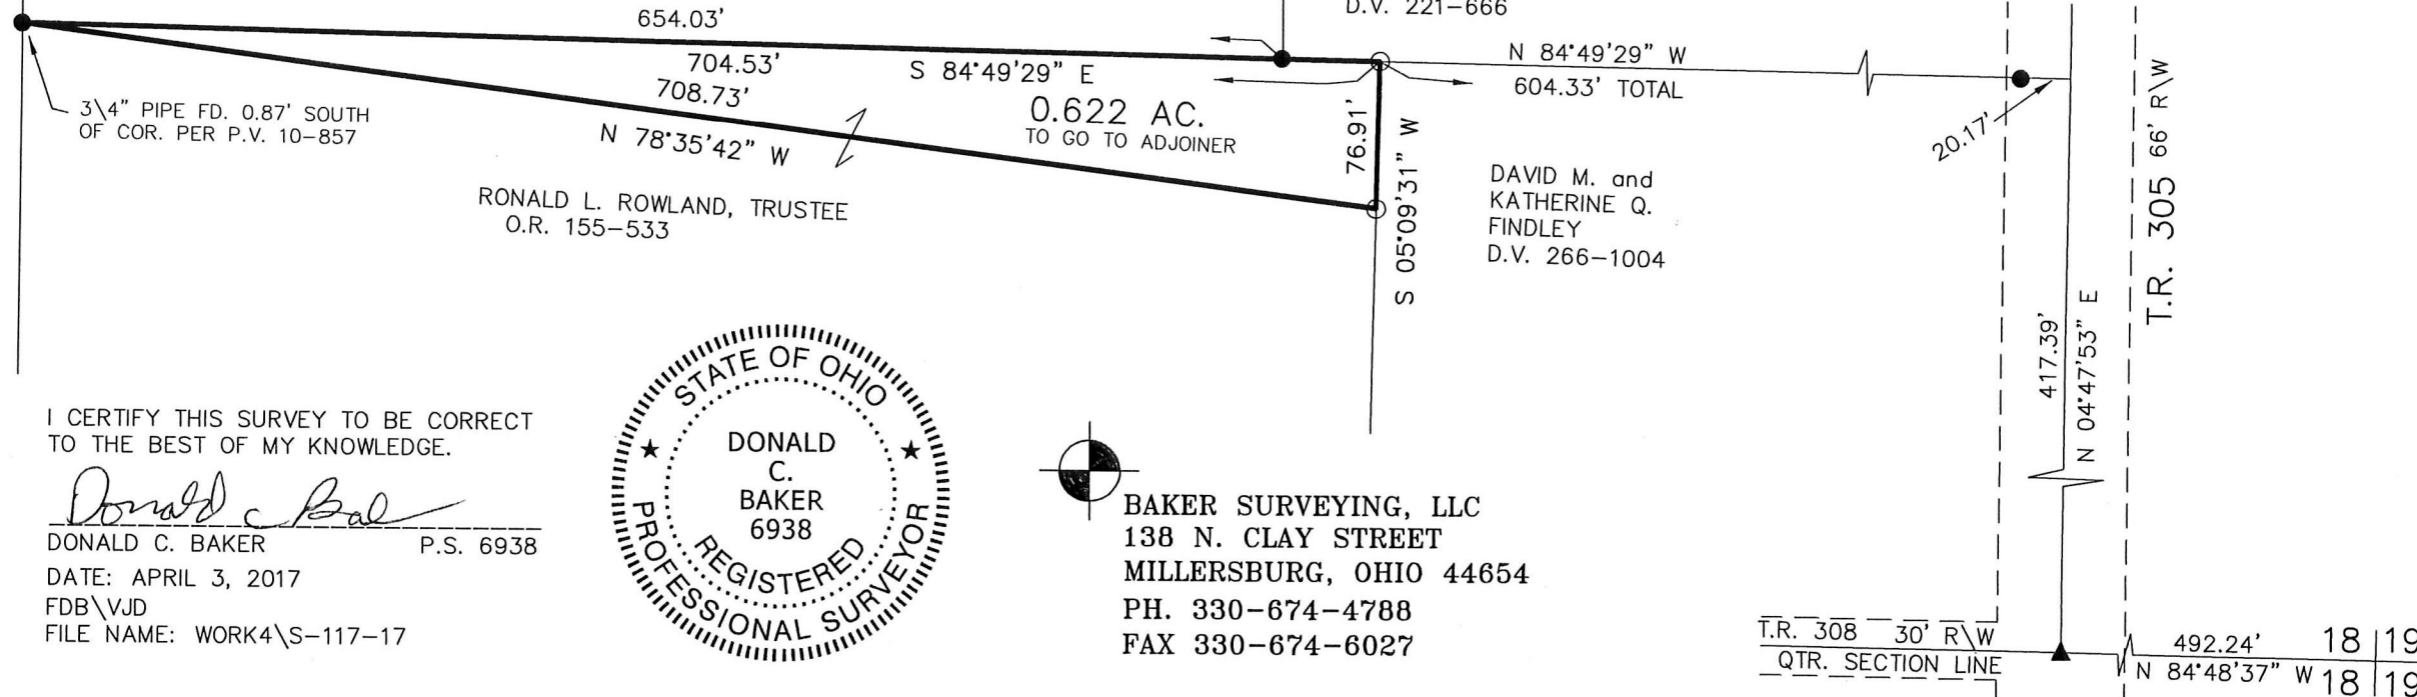 D.V. 221-666
654.03'
704.53'
S 84°49'29" E
708.73'
N 78°35'42" W
0.622 AC.
TO GO TO ADJOINER
3\4" PIPE FD. 0.87' SOUTH
OF COR. PER P.V. 10-857
RONALD L. ROWLAND, TRUSTEE
O.R. 155-533
76.91'
S 05°09'31" W
N 84°49'29" W
604.33' TOTAL
20.17'
DAVID M. and
KATHERINE Q.
FINDLEY
D.V. 266-1004
T.R. 305 66' R\W
417.39'
N 04°47'53" E
I CERTIFY THIS SURVEY TO BE CORRECT
TO THE BEST OF MY KNOWLEDGE.
Donald C Bak
DONALD C. BAKER P.S. 6938
DATE: APRIL 3, 2017
FDB\VJD
FILE NAME: WORK4\S-117-17
STATE OF OHIO
DONALD
C.
BAKER
6938
REGISTERED
PROFESSIONAL SURVEYOR
BAKER SURVEYING, LLC
138 N. CLAY STREET
MILLERSBURG, OHIO 44654
PH. 330-674-4788
FAX 330-674-6027
T.R. 308 30' R\W
QTR. SECTION LINE
492.24'
N 84°48'37" W
18 | 19
18 | 19